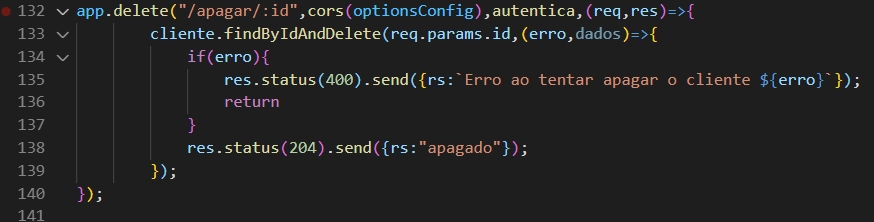 132 app.delete("/apagar/:id",cors(optionsConfig),autentica,(req,res)=>{
133 cliente.findByIdAndDelete(req.params.id,(erro,dados)=>{
134 if(erro){
135 res.status(400).send({rs:`Erro ao tentar apagar o cliente ${erro}`});
136 return
137 }
138 res.status(204).send({rs:"apagado"});
139 });
140 });
141